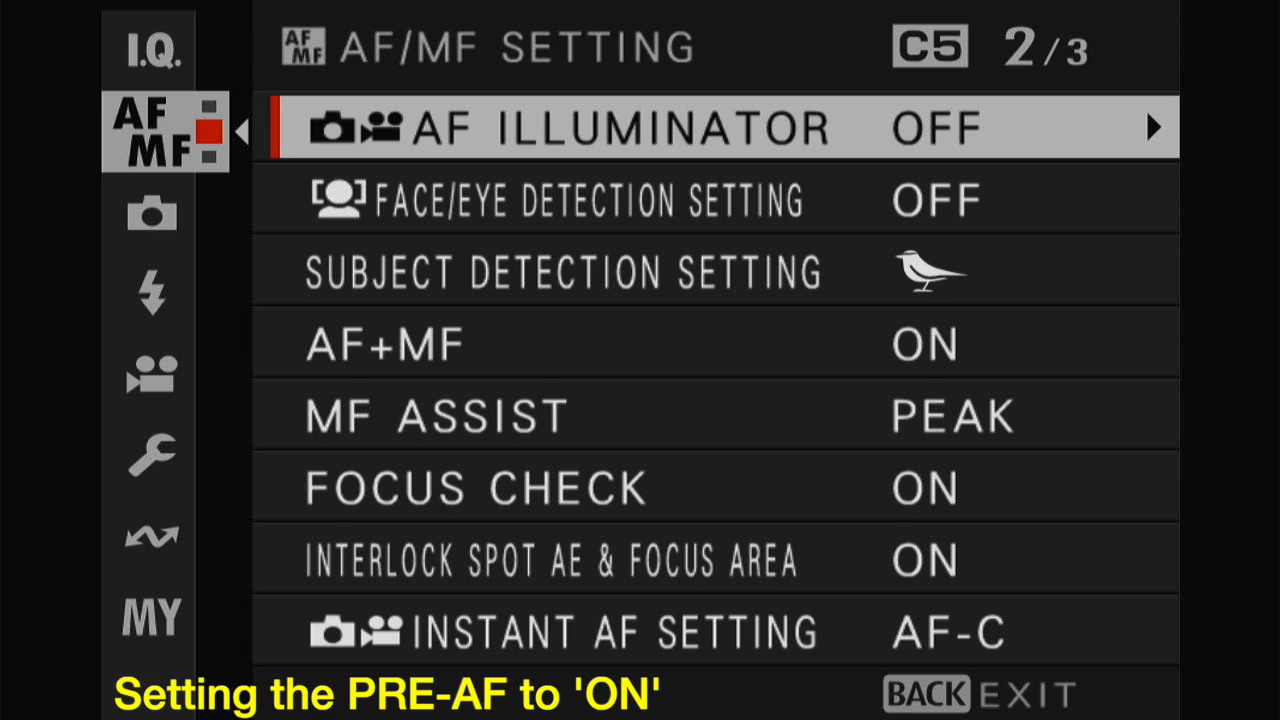 I.Q.
AF MF AF/MF SETTING C5 2/3
AF MF
AF ILLUMINATOR OFF
FACE/EYE DETECTION SETTING OFF
SUBJECT DETECTION SETTING
AF+MF ON
MF ASSIST PEAK
FOCUS CHECK ON
INTERLOCK SPOT AE & FOCUS AREA ON
INSTANT AF SETTING AF-C
MY
Setting the PRE-AF to 'ON'
BACK EXIT